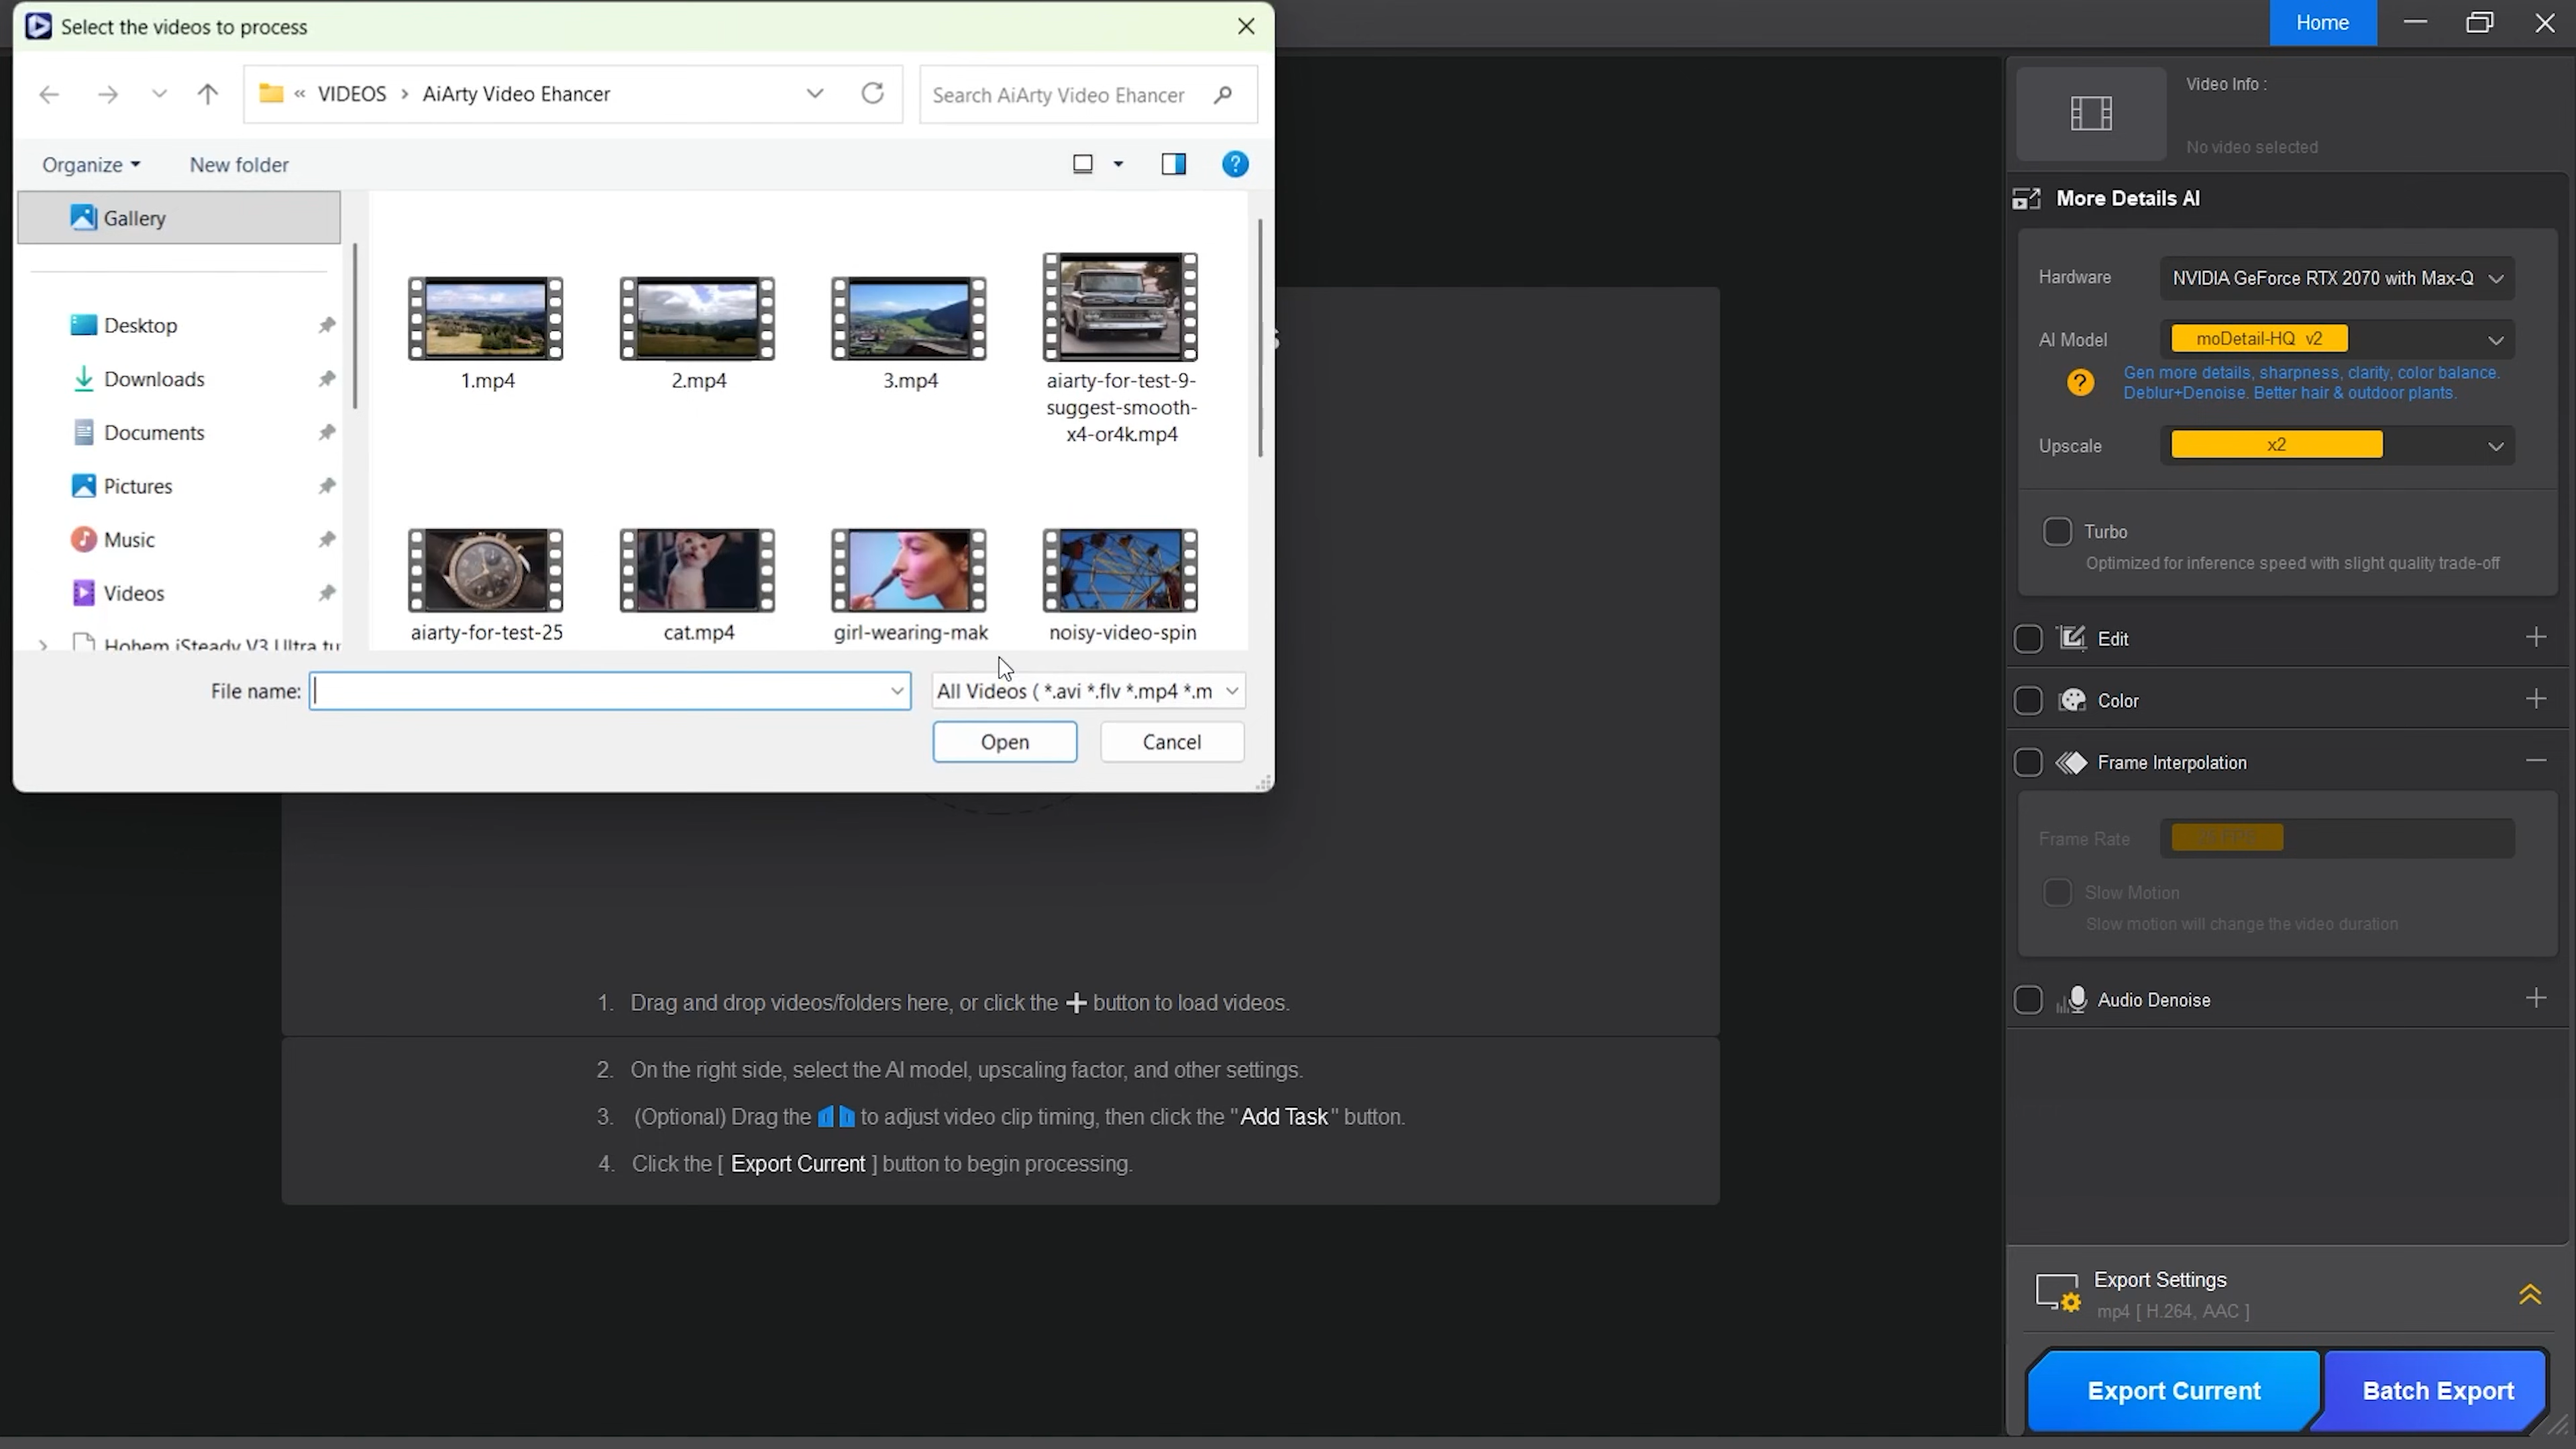 Select the videos to process
Home
« VIDEOS › AiArty Video Ehancer
Search AiArty Video Ehancer
Organize
New folder
Gallery
Desktop
Downloads
Documents
Pictures
Music
Videos
Hohem iSteady V3 Ultra tu
1.mp4
2.mp4
3.mp4
aiarty-for-test-9-
suggest-smooth-
x4-or4k.mp4
aiarty-for-test-25
cat.mp4
girl-wearing-mak
noisy-video-spin
File name:
All Videos ( *.avi *.flv *.mp4 *.m
Open
Cancel
1. Drag and drop videos/folders here, or click the + button to load videos.
2. On the right side, select the AI model, upscaling factor, and other settings.
3. (Optional) Drag the to adjust video clip timing, then click the "Add Task" button.
4. Click the [ Export Current ] button to begin processing.
Video Info :
No video selected
More Details AI
Hardware
NVIDIA GeForce RTX 2070 with Max-Q
AI Model
moDetail-HQ v2
Gen more details, sharpness, clarity, color balance.
Deblur+Denoise. Better hair & outdoor plants.
Upscale
x2
Turbo
Optimized for inference speed with slight quality trade-off
Edit
Color
Frame Interpolation
Frame Rate
Slow Motion
Slow motion will change the video duration
Audio Denoise
Export Settings
mp4 [ H.264, AAC ]
Export Current
Batch Export